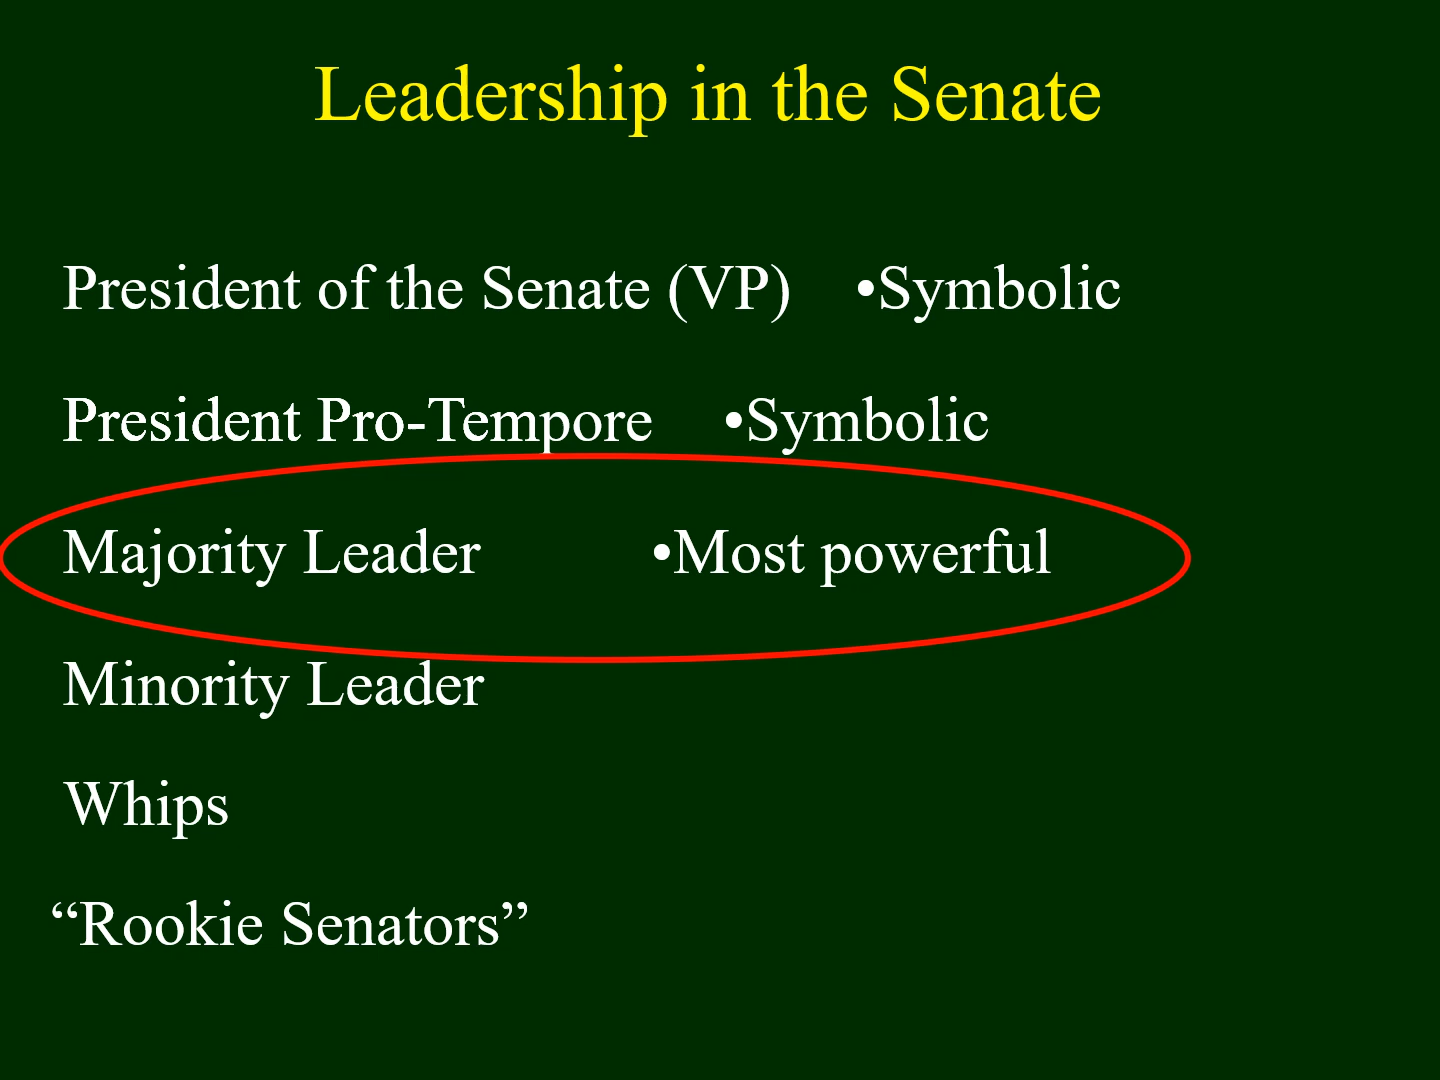 Leadership in the Senate
President of the Senate (VP) •Symbolic
President Pro-Tempore •Symbolic
Majority Leader •Most powerful
Minority Leader
Whips
“Rookie Senators”